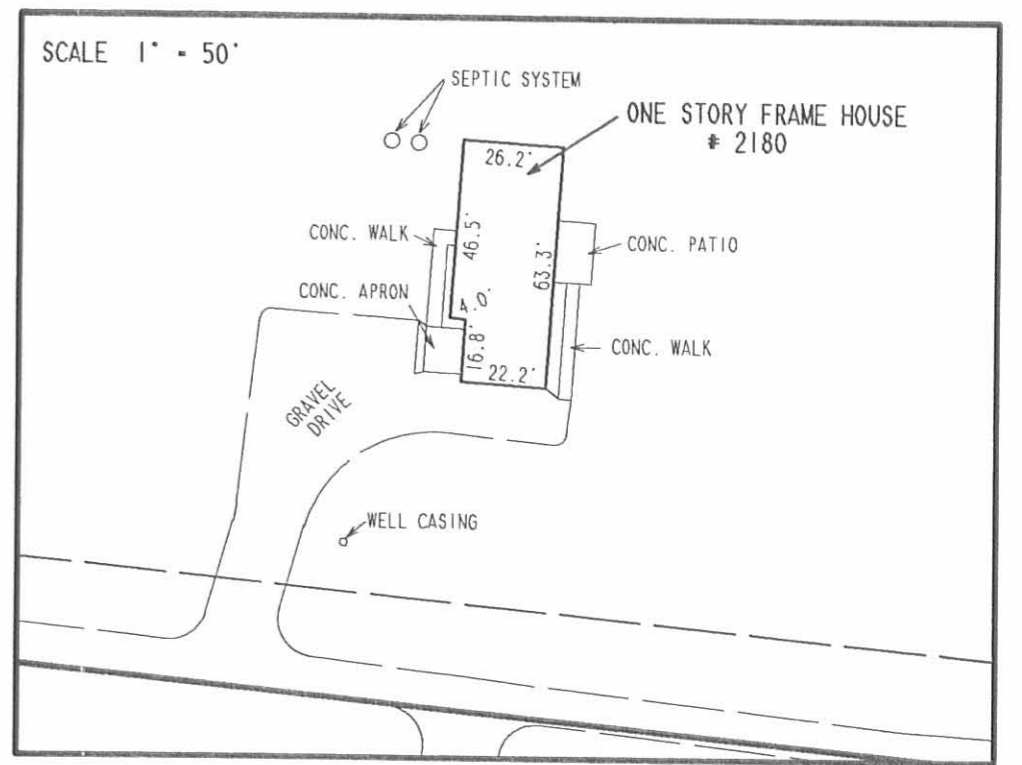 SCALE 1" = 50'
SEPTIC SYSTEM
ONE STORY FRAME HOUSE
# 2180
26.2'
CONC. WALK
46.5'
63.3'
CONC. PATIO
CONC. APRON
4.0'
16.8'
22.2'
CONC. WALK
GRAVEL
DRIVE
WELL CASING